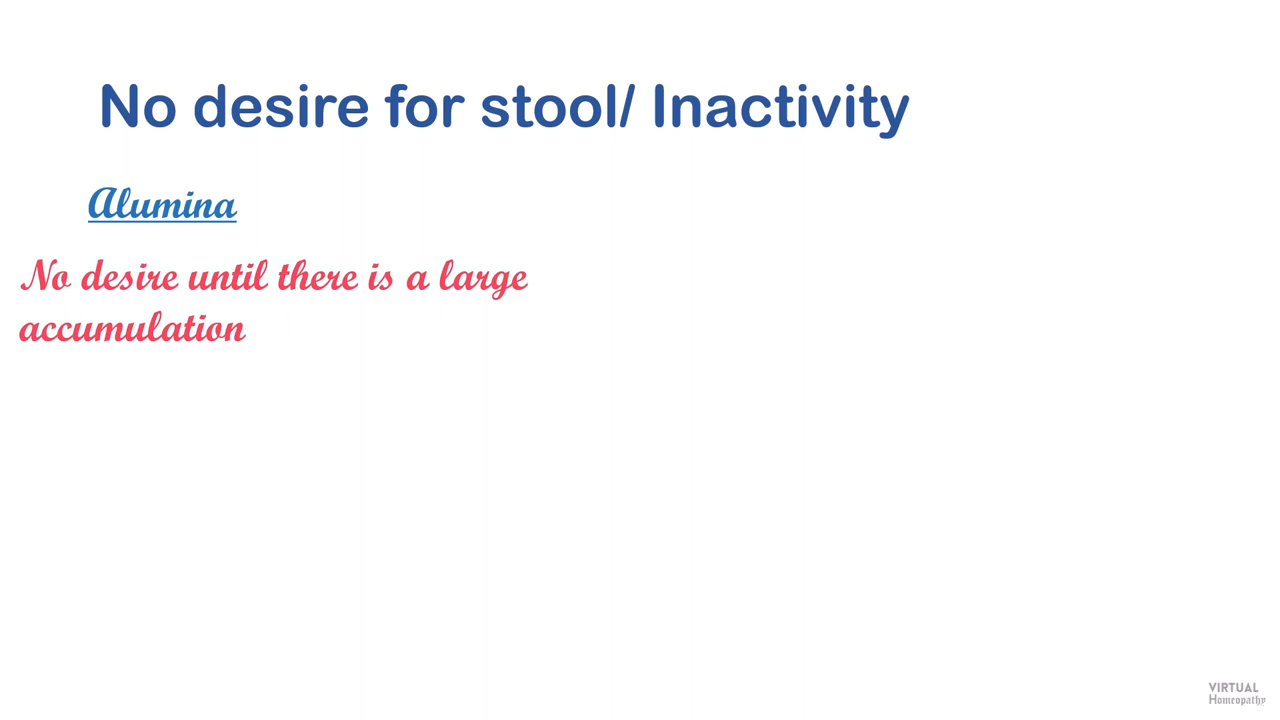 No desire for stool/ Inactivity
Alumina
No desire until there is a large
accumulation
VIRTUAL
Homeopathy